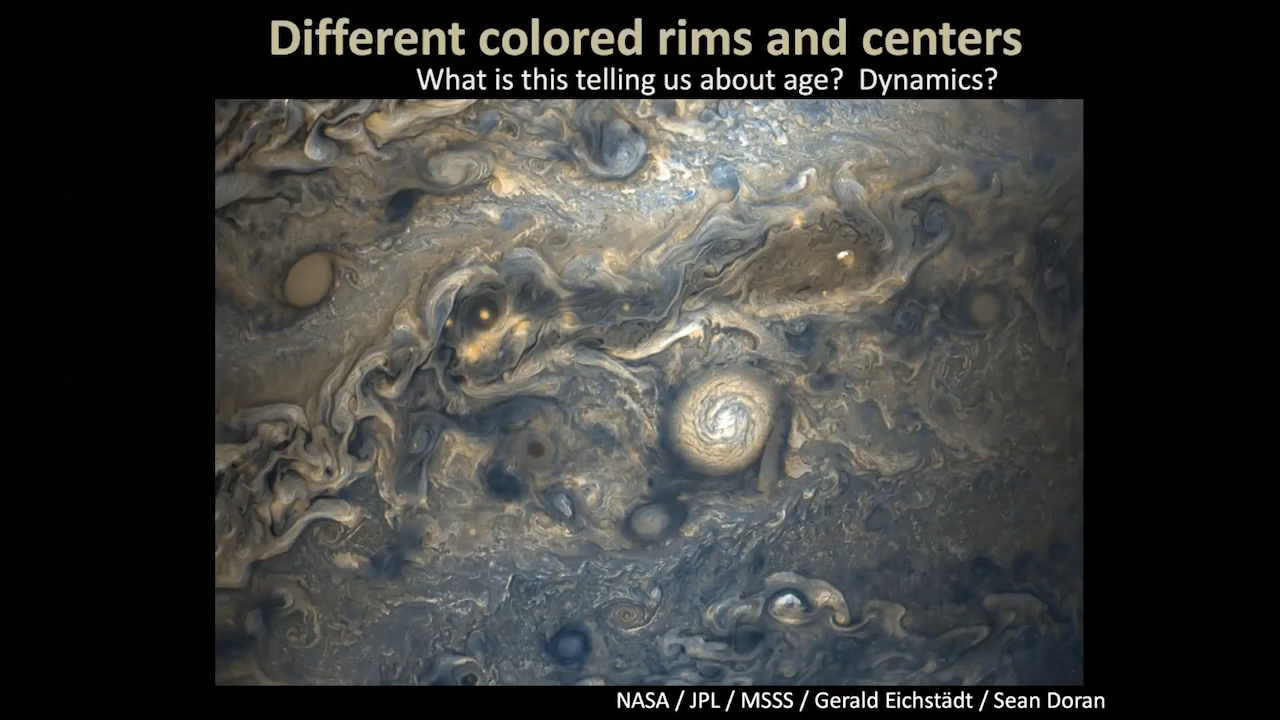 Different colored rims and centers
What is this telling us about age? Dynamics?
NASA / JPL / MSSS / Gerald Eichstädt / Sean Doran